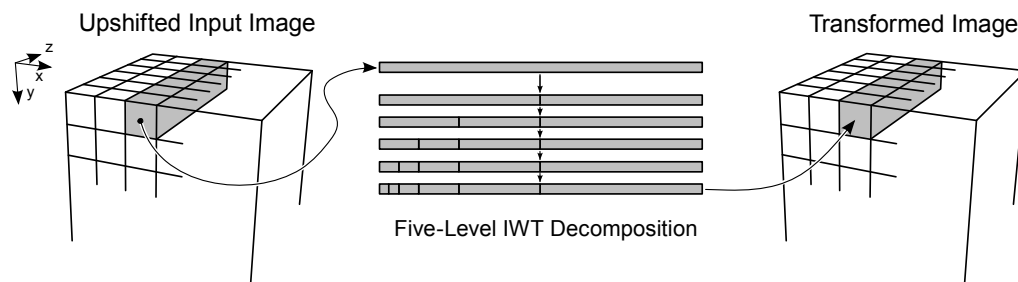 Upshifted Input Image
Transformed Image
z
x
y
Five-Level IWT Decomposition